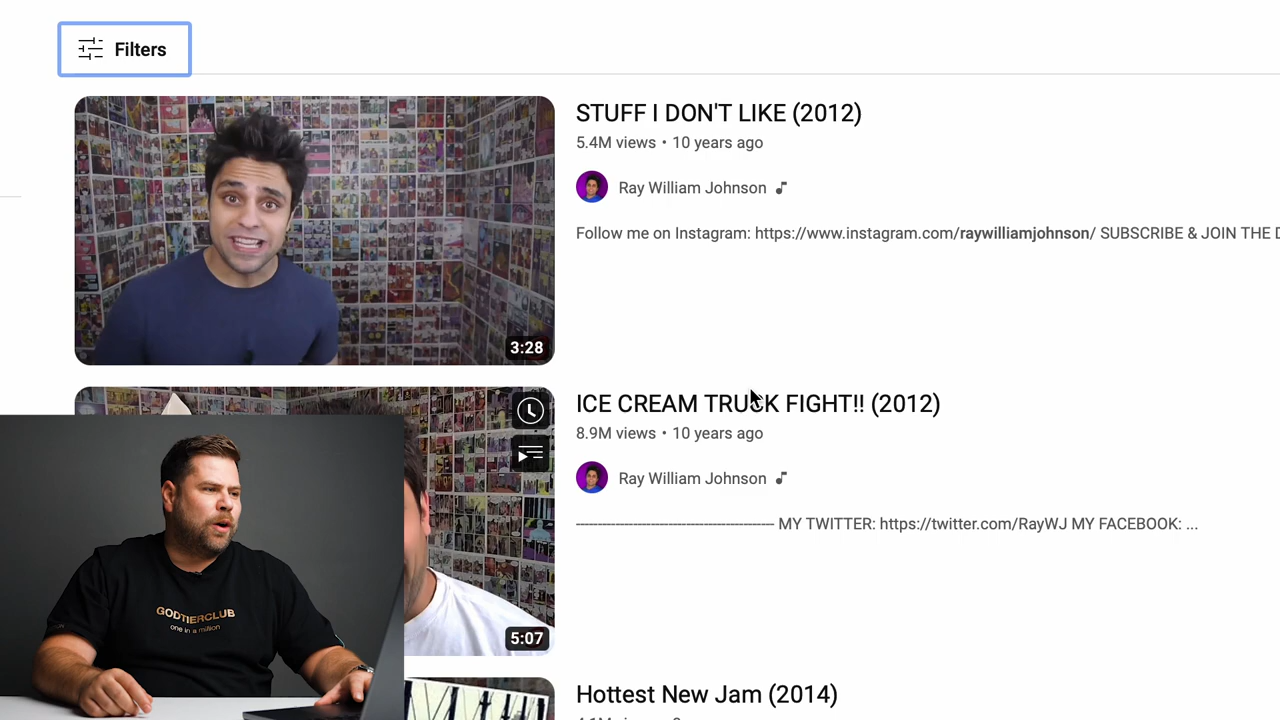 Filters
STUFF I DON'T LIKE (2012)
5.4M views • 10 years ago
Ray William Johnson
Follow me on Instagram: https://www.instagram.com/raywilliamjohnson/ SUBSCRIBE & JOIN THE
3:28
ICE CREAM TRUCK FIGHT!! (2012)
8.9M views • 10 years ago
Ray William Johnson
------------------------------------------ MY TWITTER: https://twitter.com/RayWJ MY FACEBOOK: ...
GODTIERCLUB
one in a million
5:07
Hottest New Jam (2014)